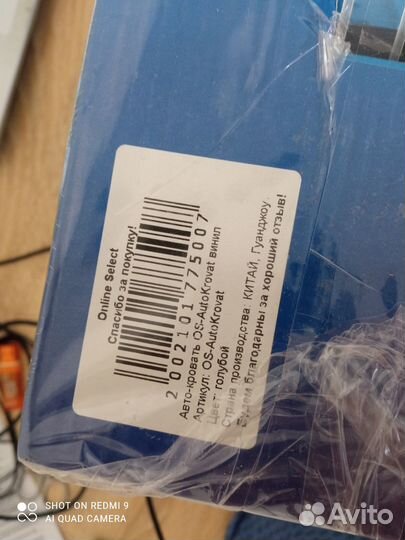 Online Select
Спасибо за покупку!
2002101775007
Авто-кровать OS-AutoKrovat винил
Артикул: OS-AutoKrovat
Цвет: голубой
Страна производства: КИТАЙ, Гуанджоу
Будем благодарны за хороший отзыв!
SHOT ON REDMI 9
AI QUAD CAMERA
Avito